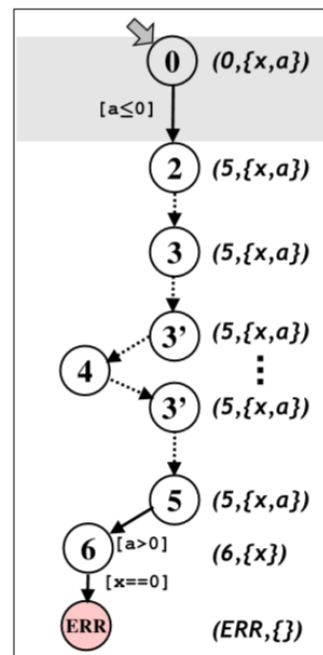 0 (0,{x,a})
[a≤0]
2 (5,{x,a})
3 (5,{x,a})
3’ (5,{x,a})
4
3’ (5,{x,a})
5 (5,{x,a})
6 [a>0] (6,{x})
[x==0]
ERR (ERR,{})